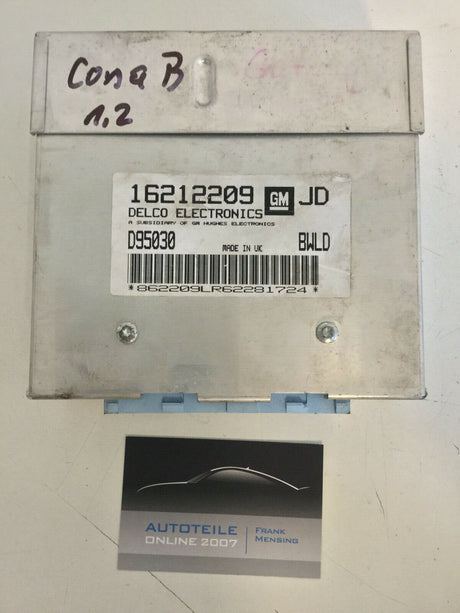 Corsa B
1,2
16212209 GM JD
DELCO ELECTRONICS
A SUBSIDIARY OF GM HUGHES ELECTRONICS
D95030 MADE IN UK BWLD
*862209LR62281724*
AUTOTEILE
ONLINE 2007
FRANK
MENSING